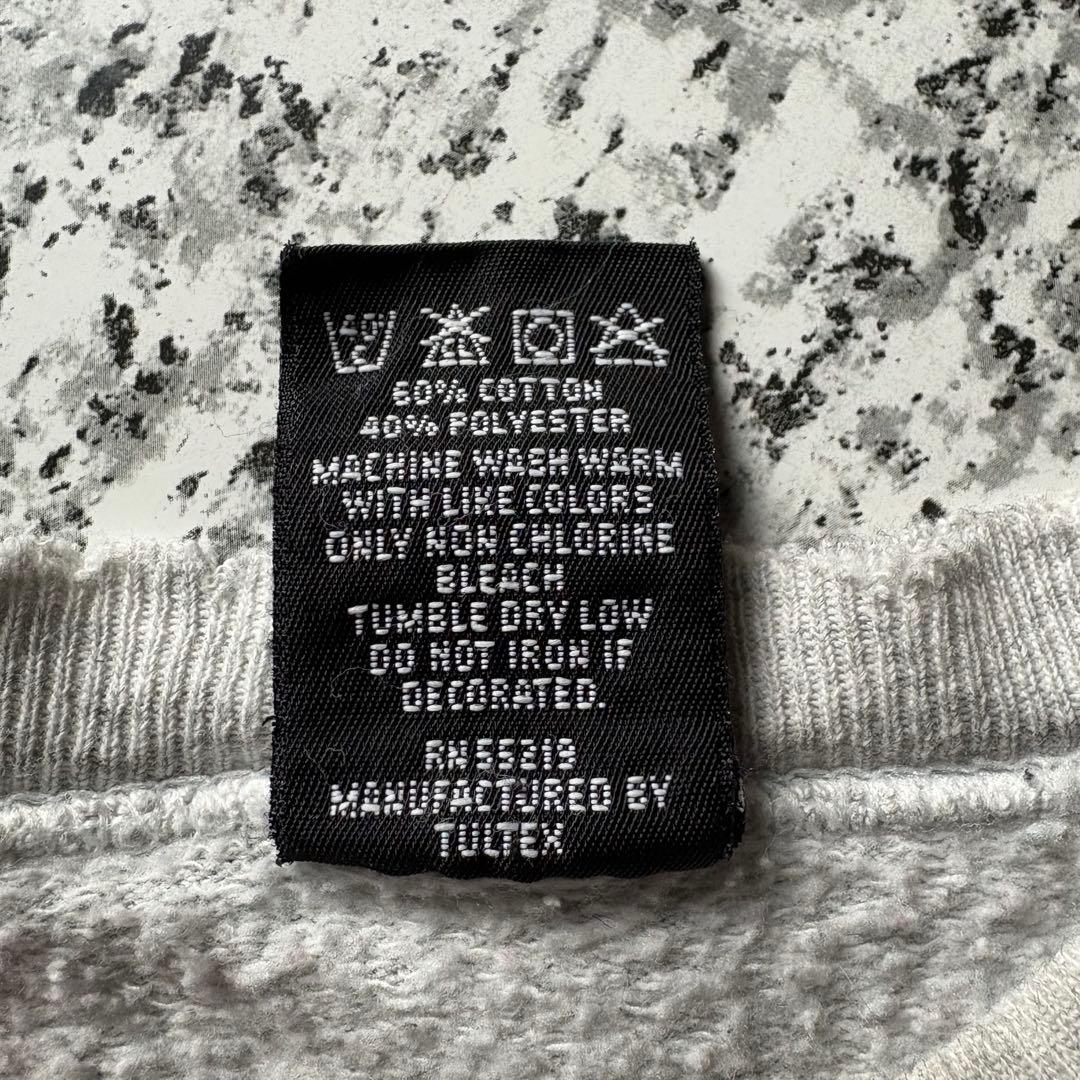 40°
C
60% COTTON
40% POLYESTER
MACHINE WASH WARM
WITH LIKE COLORS
ONLY NON CHLORINE
BLEACH
TUMBLE DRY LOW
DO NOT IRON IF
DECORATED.
RN
MANUFACTURED BY
TULTEX